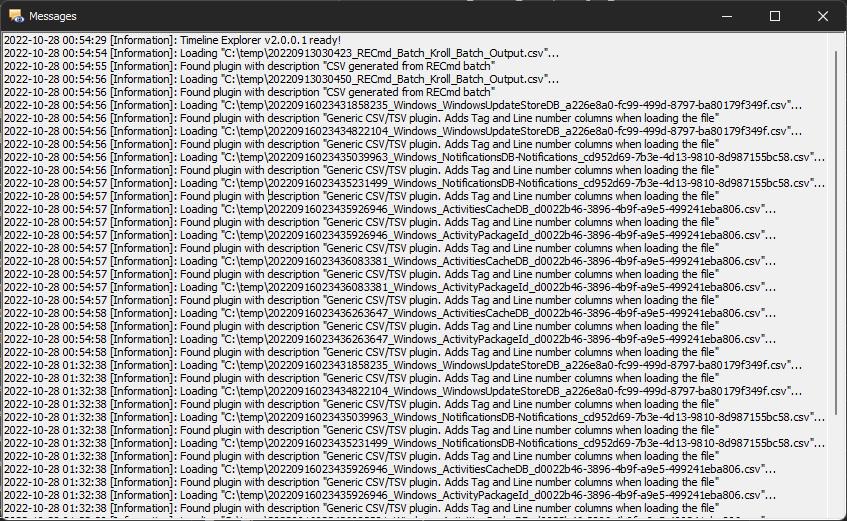 Messages
2022-10-28 00:54:29 [Information]: Timeline Explorer v2.0.0.1 ready!
2022-10-28 00:54:54 [Information]: Loading "C:\temp\20220913030423_RECmd_Batch_Kroll_Batch_Output.csv"...
2022-10-28 00:54:55 [Information]: Found plugin with description "CSV generated from RECmd batch"
2022-10-28 00:54:56 [Information]: Loading "C:\temp\20220913030450_RECmd_Batch_Kroll_Batch_Output.csv"...
2022-10-28 00:54:56 [Information]: Found plugin with description "CSV generated from RECmd batch"
2022-10-28 00:54:56 [Information]: Loading "C:\temp\20220916023431858235_Windows_WindowsUpdateStoreDB_a226e8a0-fc99-499d-8797-ba80179f349f.csv"...
2022-10-28 00:54:56 [Information]: Found plugin with description "Generic CSV/TSV plugin. Adds Tag and Line number columns when loading the file"
2022-10-28 00:54:56 [Information]: Loading "C:\temp\20220916023434822104_Windows_WindowsUpdateStoreDB_a226e8a0-fc99-499d-8797-ba80179f349f.csv"...
2022-10-28 00:54:56 [Information]: Found plugin with description "Generic CSV/TSV plugin. Adds Tag and Line number columns when loading the file"
2022-10-28 00:54:56 [Information]: Loading "C:\temp\20220916023435039963_Windows_NotificationsDB-Notifications_cd952d69-7b3e-4d13-9810-8d987155bc58.csv"...
2022-10-28 00:54:56 [Information]: Found plugin with description "Generic CSV/TSV plugin. Adds Tag and Line number columns when loading the file"
2022-10-28 00:54:57 [Information]: Loading "C:\temp\20220916023435231499_Windows_NotificationsDB-Notifications_cd952d69-7b3e-4d13-9810-8d987155bc58.csv"...
2022-10-28 00:54:57 [Information]: Found plugin with description "Generic CSV/TSV plugin. Adds Tag and Line number columns when loading the file"
2022-10-28 00:54:57 [Information]: Loading "C:\temp\20220916023435926946_Windows_ActivitiesCacheDB_d0022b46-3896-4b9f-a9e5-499241eba806.csv"...
2022-10-28 00:54:57 [Information]: Found plugin with description "Generic CSV/TSV plugin. Adds Tag and Line number columns when loading the file"
2022-10-28 00:54:57 [Information]: Loading "C:\temp\20220916023435926946_Windows_ActivityPackageId_d0022b46-3896-4b9f-a9e5-499241eba806.csv"...
2022-10-28 00:54:57 [Information]: Found plugin with description "Generic CSV/TSV plugin. Adds Tag and Line number columns when loading the file"
2022-10-28 00:54:57 [Information]: Loading "C:\temp\20220916023436083381_Windows_ActivitiesCacheDB_d0022b46-3896-4b9f-a9e5-499241eba806.csv"...
2022-10-28 00:54:57 [Information]: Found plugin with description "Generic CSV/TSV plugin. Adds Tag and Line number columns when loading the file"
2022-10-28 00:54:57 [Information]: Loading "C:\temp\20220916023436083381_Windows_ActivityPackageId_d0022b46-3896-4b9f-a9e5-499241eba806.csv"...
2022-10-28 00:54:57 [Information]: Found plugin with description "Generic CSV/TSV plugin. Adds Tag and Line number columns when loading the file"
2022-10-28 00:54:58 [Information]: Loading "C:\temp\20220916023436263647_Windows_ActivitiesCacheDB_d0022b46-3896-4b9f-a9e5-499241eba806.csv"...
2022-10-28 00:54:58 [Information]: Found plugin with description "Generic CSV/TSV plugin. Adds Tag and Line number columns when loading the file"
2022-10-28 00:54:58 [Information]: Loading "C:\temp\20220916023436263647_Windows_ActivityPackageId_d0022b46-3896-4b9f-a9e5-499241eba806.csv"...
2022-10-28 00:54:58 [Information]: Found plugin with description "Generic CSV/TSV plugin. Adds Tag and Line number columns when loading the file"
2022-10-28 01:32:38 [Information]: Loading "C:\temp\20220916023431858235_Windows_WindowsUpdateStoreDB_a226e8a0-fc99-499d-8797-ba80179f349f.csv"...
2022-10-28 01:32:38 [Information]: Found plugin with description "Generic CSV/TSV plugin. Adds Tag and Line number columns when loading the file"
2022-10-28 01:32:38 [Information]: Loading "C:\temp\20220916023434822104_Windows_WindowsUpdateStoreDB_a226e8a0-fc99-499d-8797-ba80179f349f.csv"...
2022-10-28 01:32:38 [Information]: Found plugin with description "Generic CSV/TSV plugin. Adds Tag and Line number columns when loading the file"
2022-10-28 01:32:38 [Information]: Loading "C:\temp\20220916023435039963_Windows_NotificationsDB-Notifications_cd952d69-7b3e-4d13-9810-8d987155bc58.csv"...
2022-10-28 01:32:38 [Information]: Found plugin with description "Generic CSV/TSV plugin. Adds Tag and Line number columns when loading the file"
2022-10-28 01:32:38 [Information]: Loading "C:\temp\20220916023435231499_Windows_NotificationsDB-Notifications_cd952d69-7b3e-4d13-9810-8d987155bc58.csv"...
2022-10-28 01:32:38 [Information]: Found plugin with description "Generic CSV/TSV plugin. Adds Tag and Line number columns when loading the file"
2022-10-28 01:32:38 [Information]: Loading "C:\temp\20220916023435926946_Windows_ActivitiesCacheDB_d0022b46-3896-4b9f-a9e5-499241eba806.csv"...
2022-10-28 01:32:38 [Information]: Found plugin with description "Generic CSV/TSV plugin. Adds Tag and Line number columns when loading the file"
2022-10-28 01:32:38 [Information]: Loading "C:\temp\20220916023435926946_Windows_ActivityPackageId_d0022b46-3896-4b9f-a9e5-499241eba806.csv"...
2022-10-28 01:32:38 [Information]: Found plugin with description "Generic CSV/TSV plugin. Adds Tag and Line number columns when loading the file"